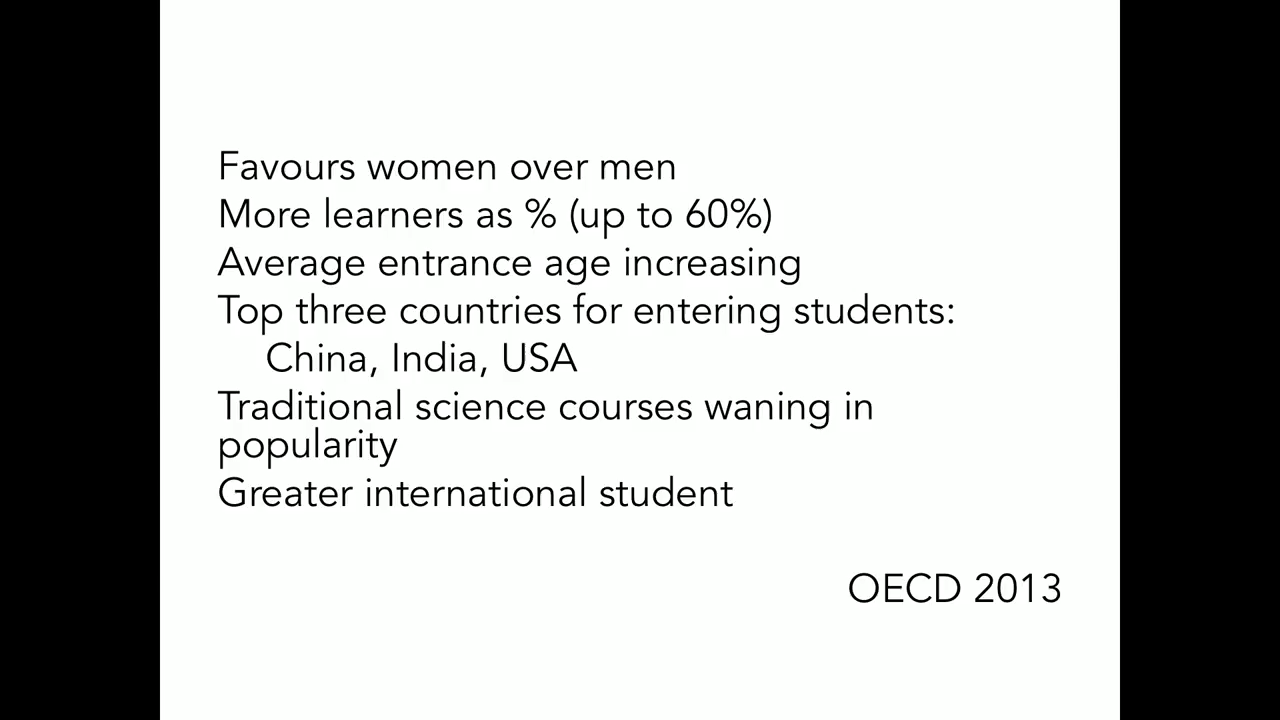 Favours women over men
More learners as % (up to 60%)
Average entrance age increasing
Top three countries for entering students:
China, India, USA
Traditional science courses waning in
popularity
Greater international student
OECD 2013